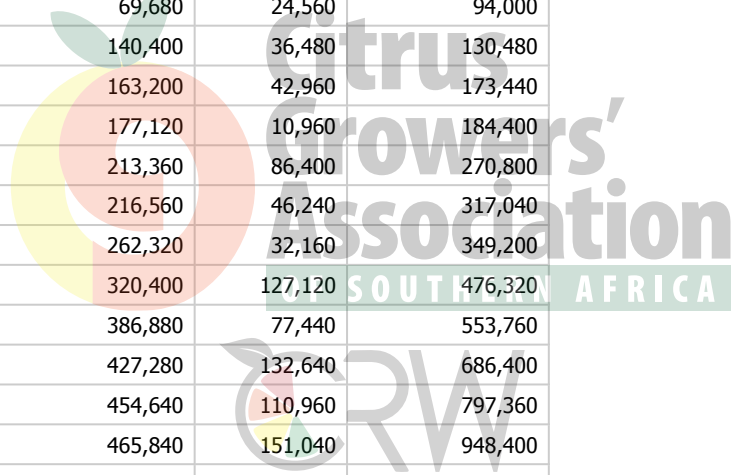 69,680 24,560 94,000
140,400 36,480 130,480
163,200 42,960 173,440
177,120 10,960 184,400
213,360 86,400 270,800
216,560 46,240 317,040
262,320 32,160 349,200
320,400 127,120 476,320
386,880 77,440 553,760
427,280 132,640 686,400
454,640 110,960 797,360
465,840 151,040 948,400
Citrus
Growers'
Association
OF SOUTHERN AFRICA
CRW